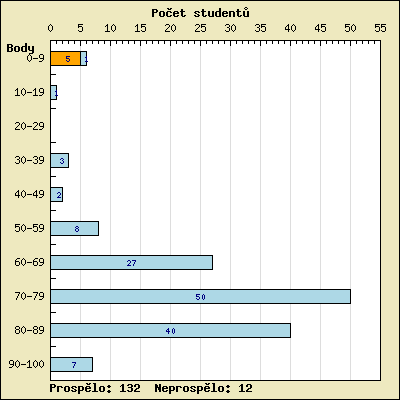 Počet studentů
0 5 10 15 20 25 30 35 40 45 50 55
Body
0-9 5 1
10-19 1
20-29
30-39 3
40-49 2
50-59 8
60-69 27
70-79 50
80-89 40
90-100 7
Prospělo: 132 Neprospělo: 12